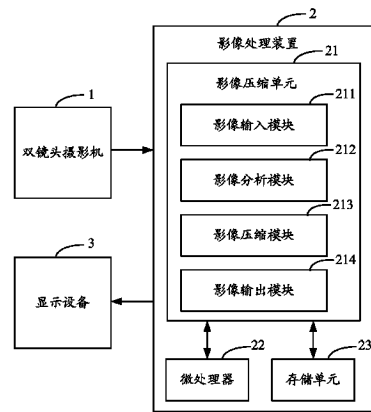 2
影像处理装置
21
影像压缩单元
211
影像输入模块
212
影像分析模块
213
影像压缩模块
214
影像输出模块
1
双镜头摄影机
3
显示设备
22
微处理器
23
存储单元